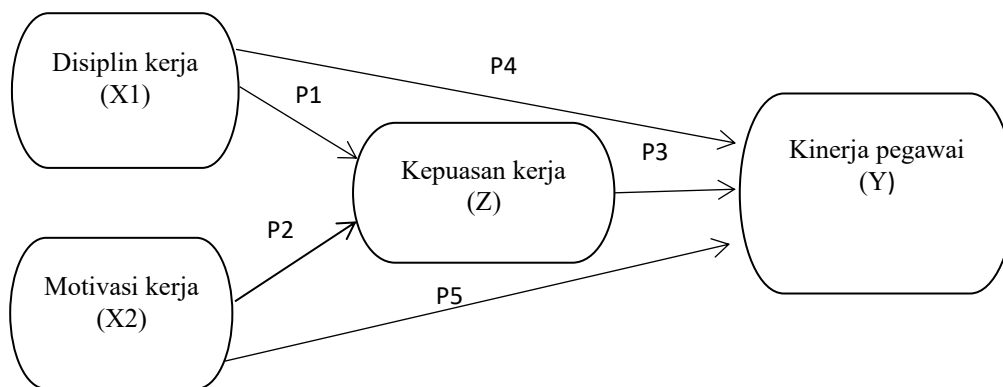 Disiplin kerja
(X1)
P4
P1
Kepuasan kerja
(Z)
P3
Kinerja pegawai
(Y)
P2
Motivasi kerja
(X2)
P5